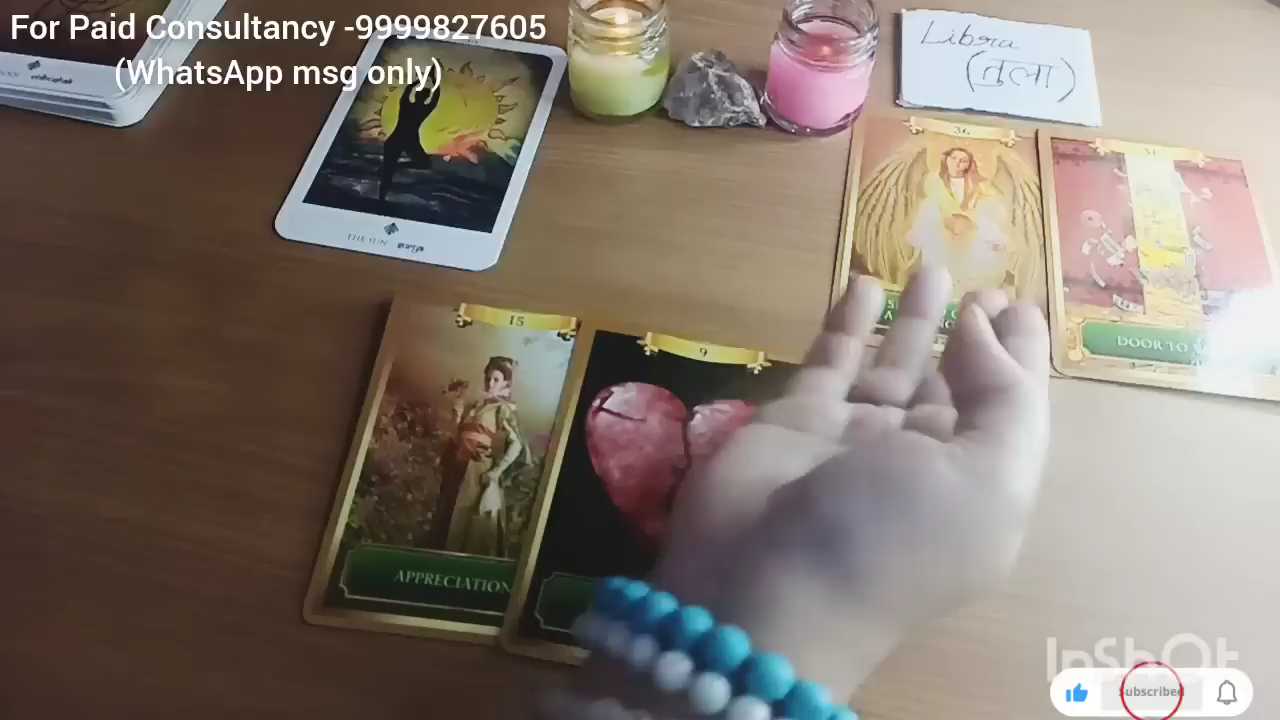 For Paid Consultancy -9999827605
(WhatsApp msg only)
Libra
(तुला)
36
THE SUN
15
9
APPRECIATION
DOOR TO
InShOt
Subscribed